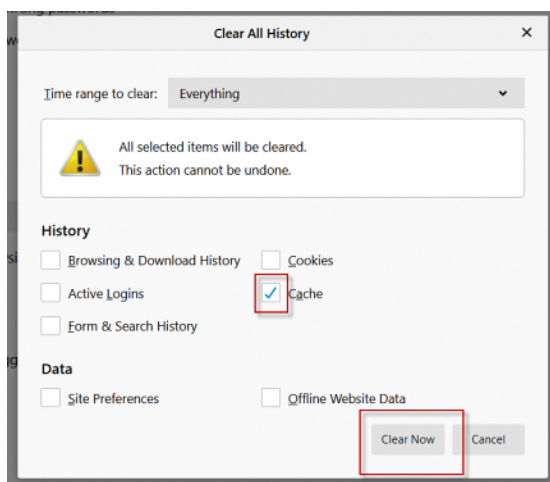 Clear All History
Time range to clear: Everything
All selected items will be cleared.
This action cannot be undone.
History
Browsing & Download History Cookies
Active Logins Cache
Form & Search History
Data
Site Preferences Offline Website Data
Clear Now Cancel